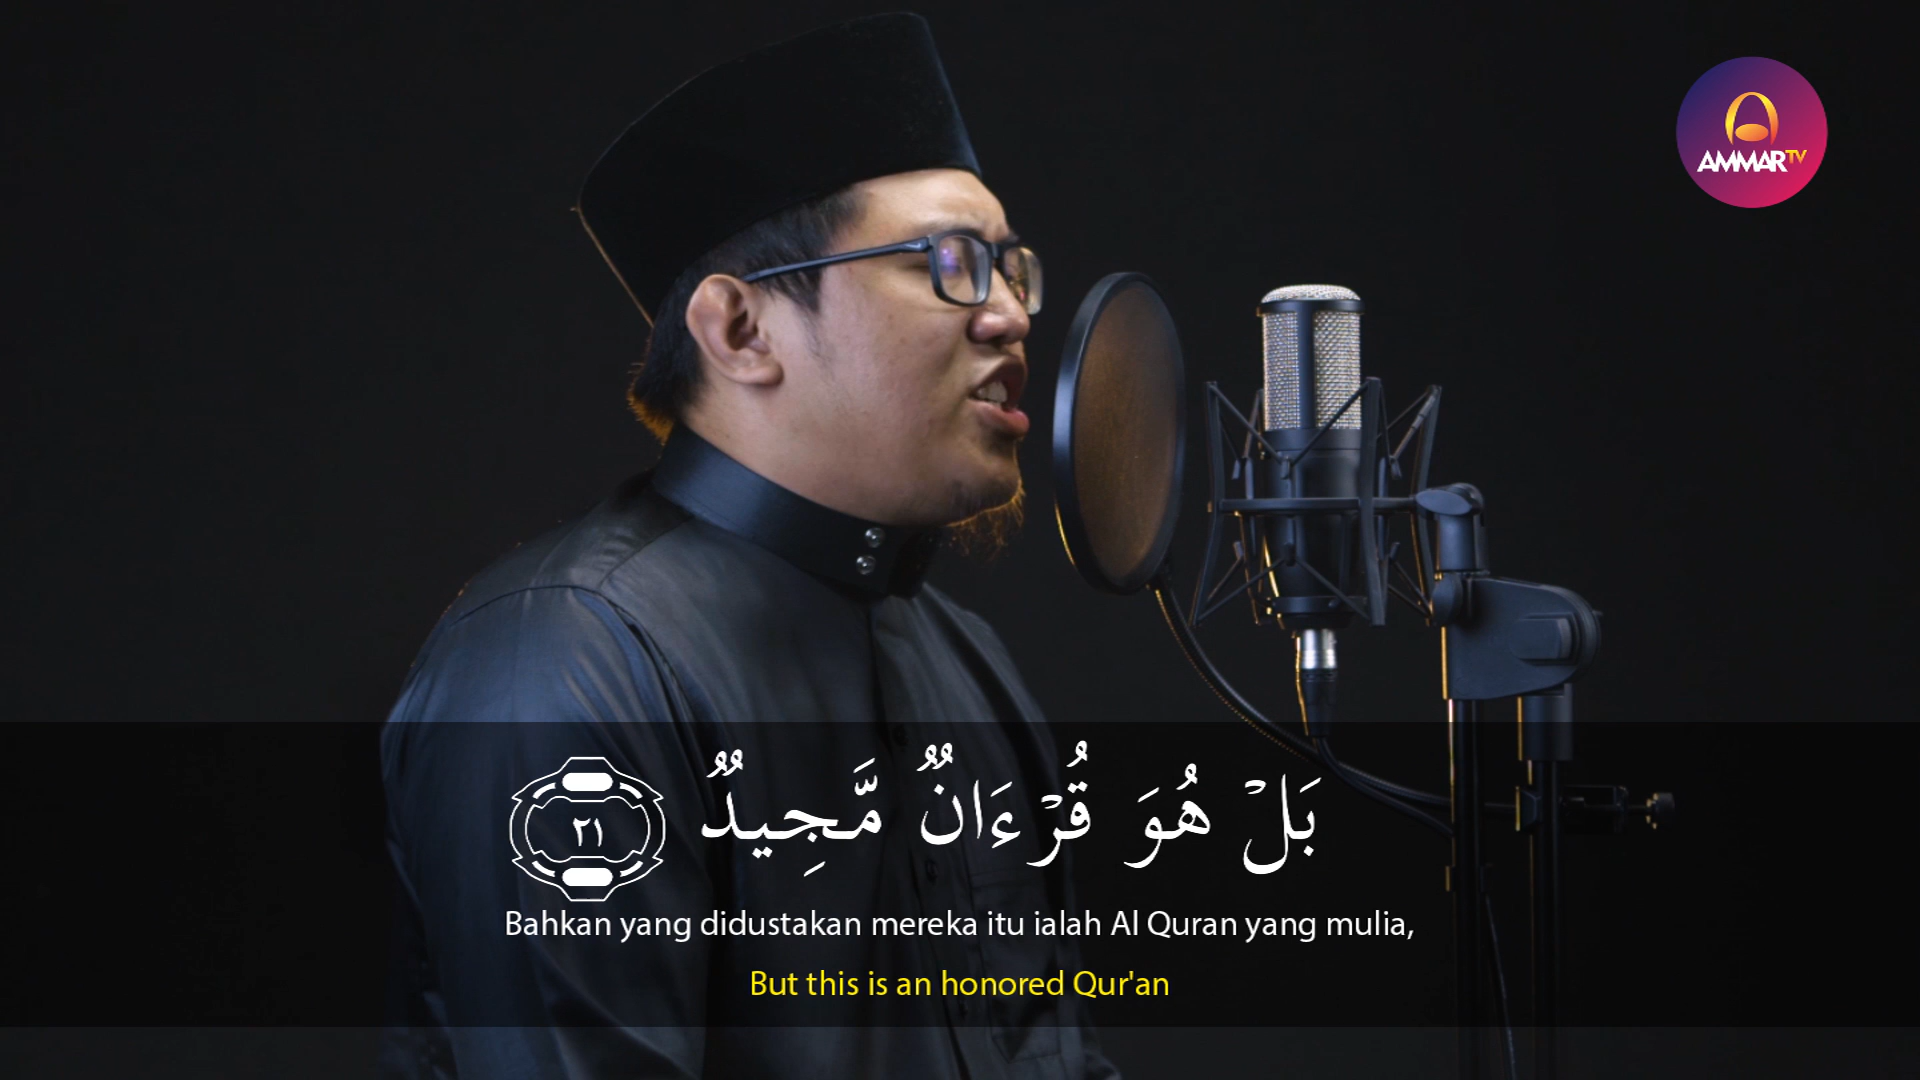 AMMARTV
بَلْ هُوَ قُرْءَانٌ مَّجِيدٌ ٢١
Bahkan yang didustakan mereka itu ialah Al Quran yang mulia,
But this is an honored Qur'an